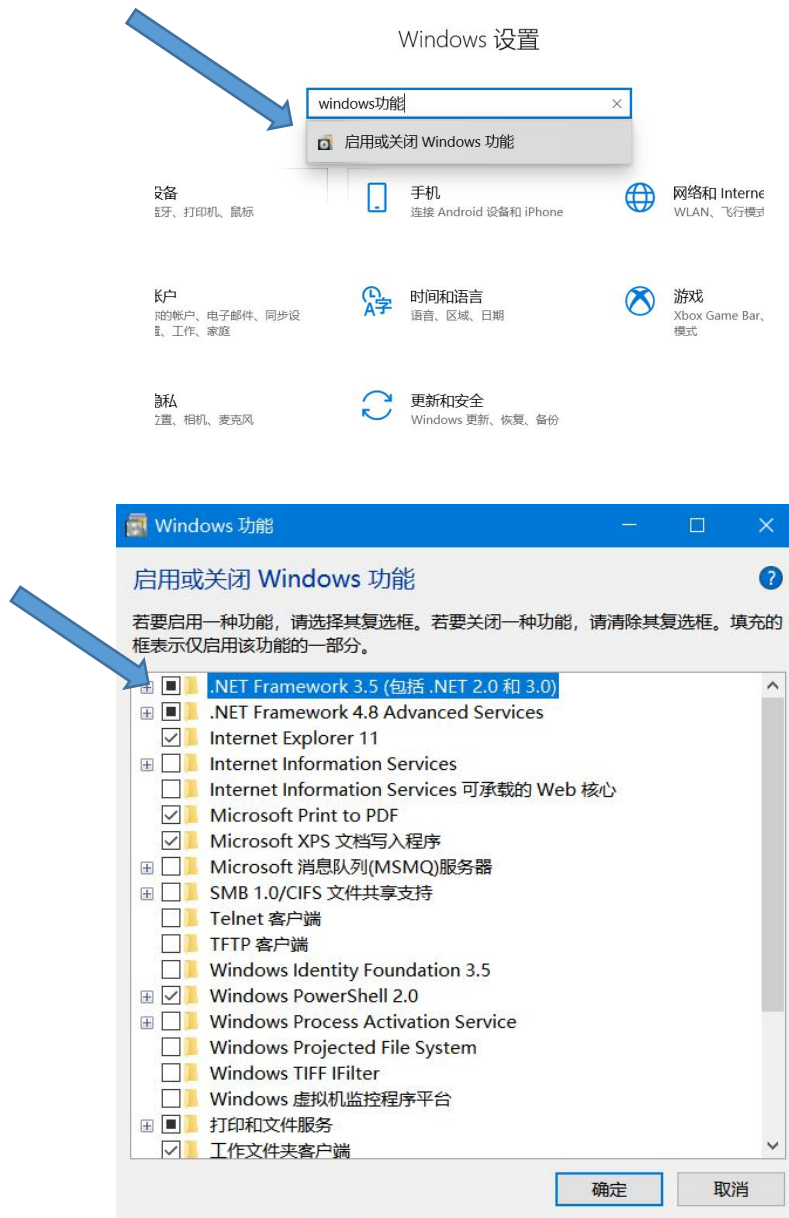 Windows 设置
windows功能
启用或关闭 Windows 功能
手机
网络和 Interne
打印机、鼠标
连接 Android 设备和 iPhone
WLAN、飞行模式
时间和语言
游戏
帐户、电子邮件、同步设
语音、区域、日期
Xbox Game Bar、
工作、家庭
模式
更新和安全
相机、麦克风
Windows 更新、恢复、备份
Windows 功能
启用或关闭 Windows 功能
若要启用一种功能，请选择其复选框。若要关闭一种功能，请清除其复选框。填充的
框表示仅启用该功能的一部分。
.NET Framework 3.5 (包括 .NET 2.0 和 3.0)
.NET Framework 4.8 Advanced Services
Internet Explorer 11
Internet Information Services
Internet Information Services 可承载的 Web 核心
Microsoft Print to PDF
Microsoft XPS 文档写入程序
Microsoft 消息队列(MSMQ)服务器
SMB 1.0/CIFS 文件共享支持
Telnet 客户端
TFTP 客户端
Windows Identity Foundation 3.5
Windows PowerShell 2.0
Windows Process Activation Service
Windows Projected File System
Windows TIFF IFilter
Windows 虚拟机监控程序平台
打印和文件服务
工作文件夹客户端
确定
取消